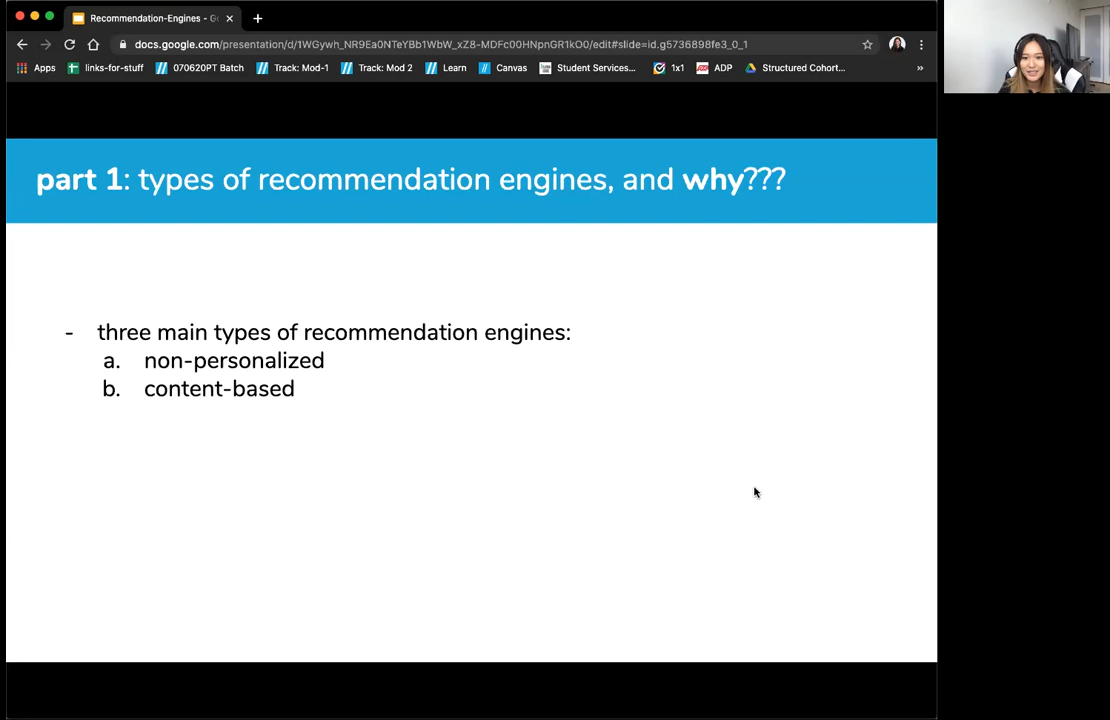 Recommendation-Engines - Go
docs.google.com/presentation/d/1WGywh_NR9Ea0NTeYBb1WbW_xZ8-MDFc00HNpnGR1kO0/edit#slide=id.g5736898fe3_0_1
Apps links-for-stuff 070620PT Batch Track: Mod-1 Track: Mod 2 Learn Canvas Student Services... 1x1 ADP Structured Cohort... »
part 1: types of recommendation engines, and why???
- three main types of recommendation engines:
a. non-personalized
b. content-based